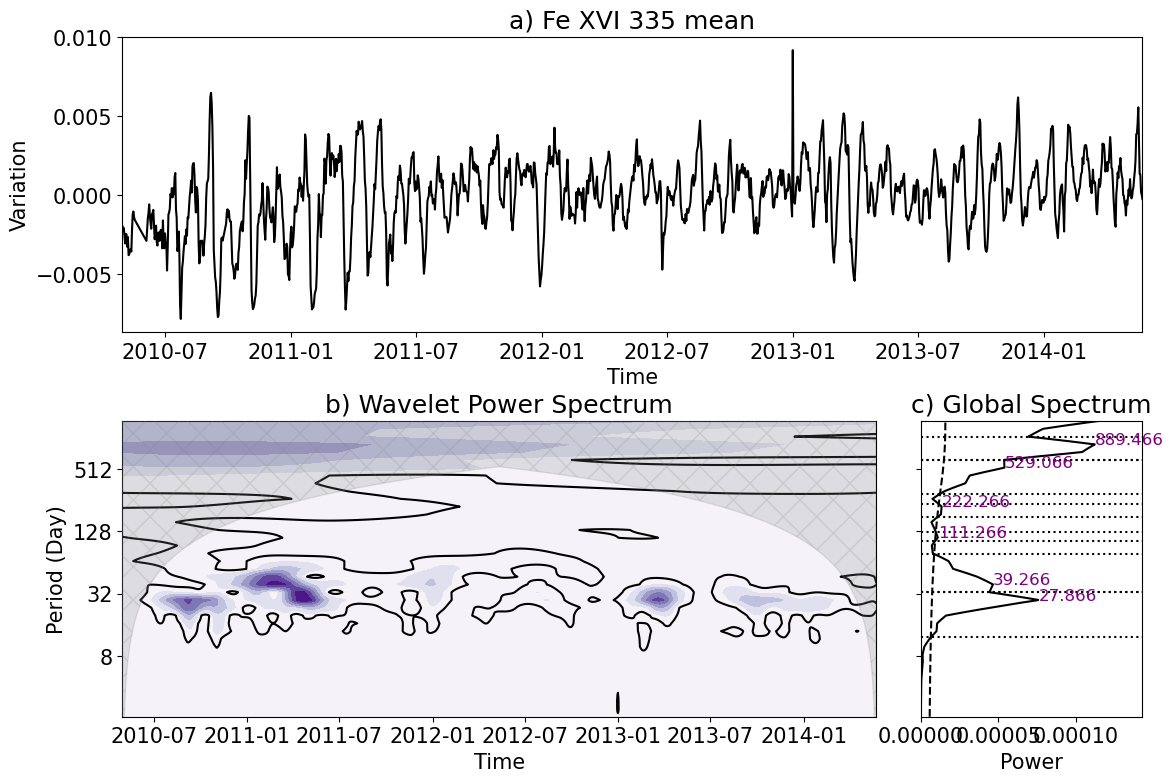 a) Fe XVI 335 mean
0.010
0.005
0.000
−0.005
Variation
2010-07 2011-01 2011-07 2012-01 2012-07 2013-01 2013-07 2014-01
Time
b) Wavelet Power Spectrum
512
128
32
8
Period (Day)
2010-07 2011-01 2011-07 2012-01 2012-07 2013-01 2013-07 2014-01
Time
c) Global Spectrum
889.466
529.066
222.266
111.266
39.266
27.866
0.00000 0.00005 0.00010
Power